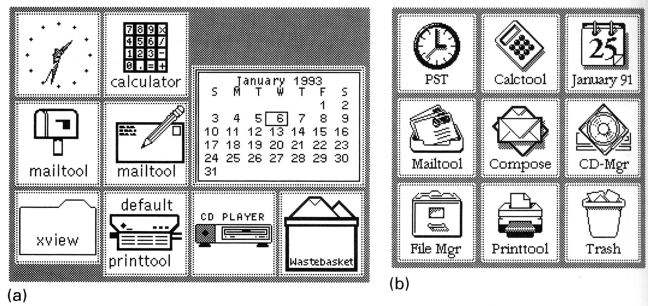 7 8 9 ×
4 5 6 /
1 2 3 -
0 . = +
calculator
January 1993
S M T W T F S
1 2
3 4 5 6 7 8 9
10 11 12 13 14 15 16
17 18 19 20 21 22 23
24 25 26 27 28 29 30
31
mailtool
mailtool
xview
default
printtool
CD PLAYER
Wastebasket
(a)
PST
Calctool
25
January 91
Mailtool
Compose
CD-Mgr
File Mgr
Printtool
Trash
(b)